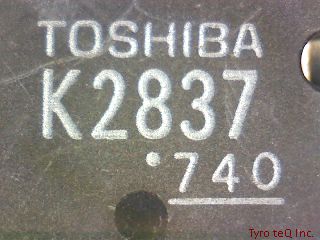 TOSHIBA
K2837
•740
Tyro teQ Inc.